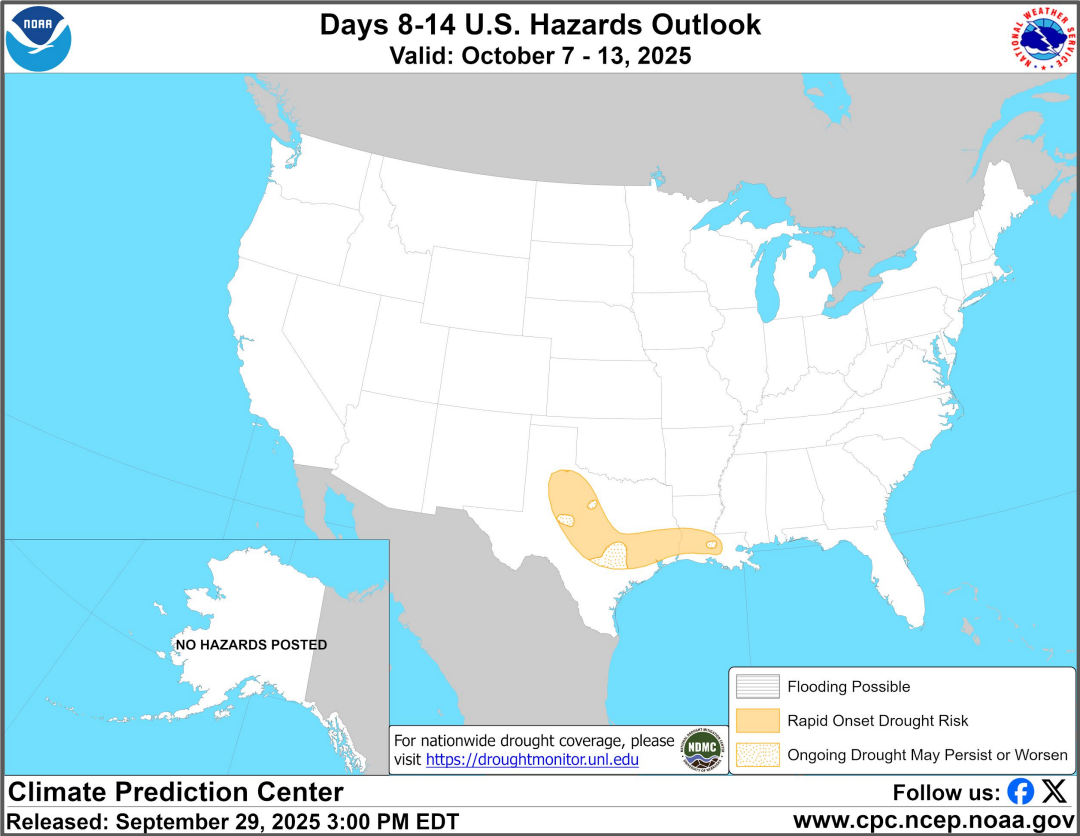 NOAA
Days 8-14 U.S. Hazards Outlook
Valid: October 7 - 13, 2025
NATIONAL WEATHER SERVICE
NO HAZARDS POSTED
Flooding Possible
Rapid Onset Drought Risk
Ongoing Drought May Persist or Worsen
For nationwide drought coverage, please
visit https://droughtmonitor.unl.edu
NDMC
Climate Prediction Center
Follow us:
Released: September 29, 2025 3:00 PM EDT
www.cpc.ncep.noaa.gov